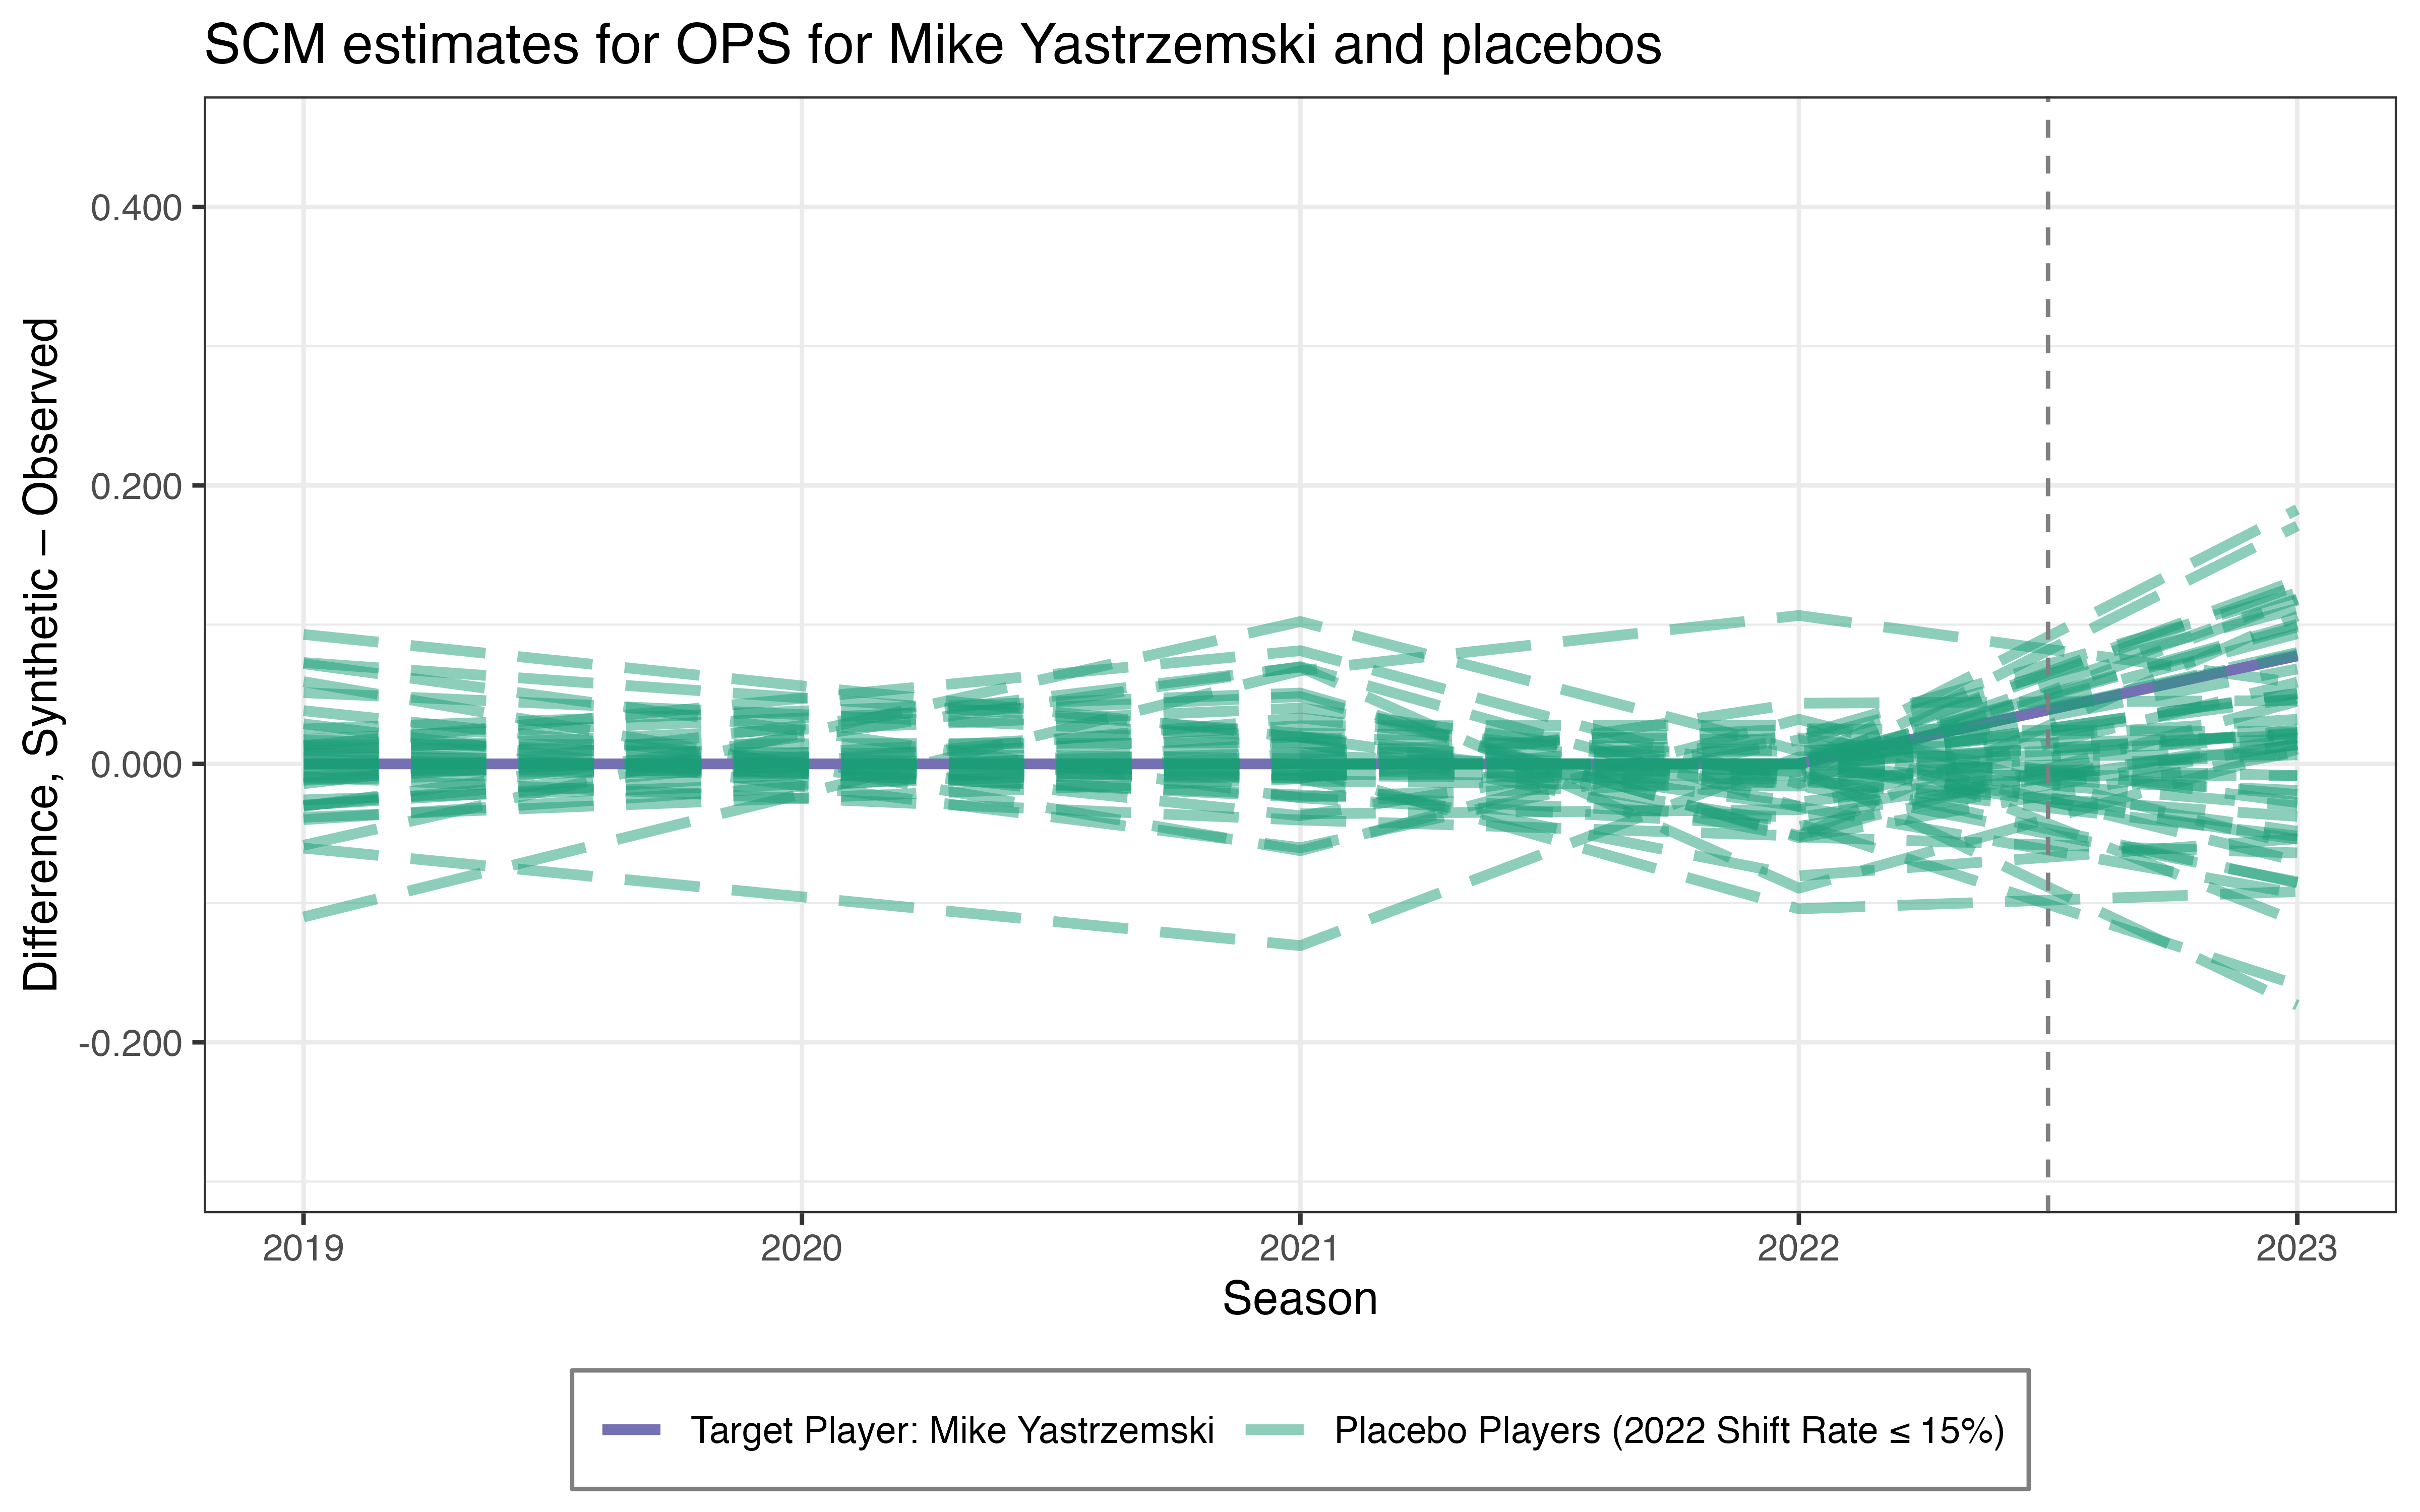 SCM estimates for OPS for Mike Yastrzemski and placebos
Difference, Synthetic − Observed
0.400
0.200
0.000
-0.200
2019 2020 2021 2022 2023
Season
Target Player: Mike Yastrzemski Placebo Players (2022 Shift Rate ≤ 15%)